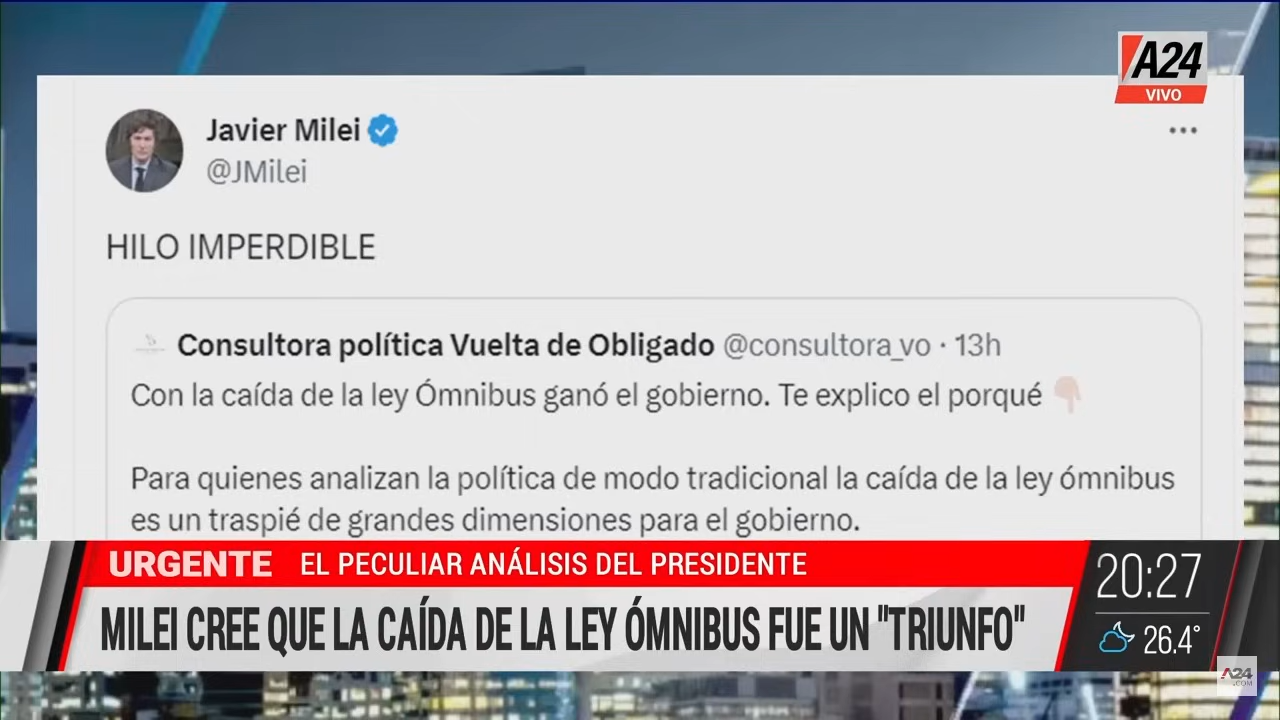 A24
VIVO
Javier Milei
@JMilei
HILO IMPERDIBLE
Consultora política Vuelta de Obligado @consultora_vo · 13h
Con la caída de la ley Ómnibus ganó el gobierno. Te explico el porqué 👇
Para quienes analizan la política de modo tradicional la caída de la ley ómnibus
es un traspié de grandes dimensiones para el gobierno.
URGENTE EL PECULIAR ANÁLISIS DEL PRESIDENTE
MILEI CREE QUE LA CAÍDA DE LA LEY ÓMNIBUS FUE UN "TRIUNFO"
20:27
26.4°
A24
.COM